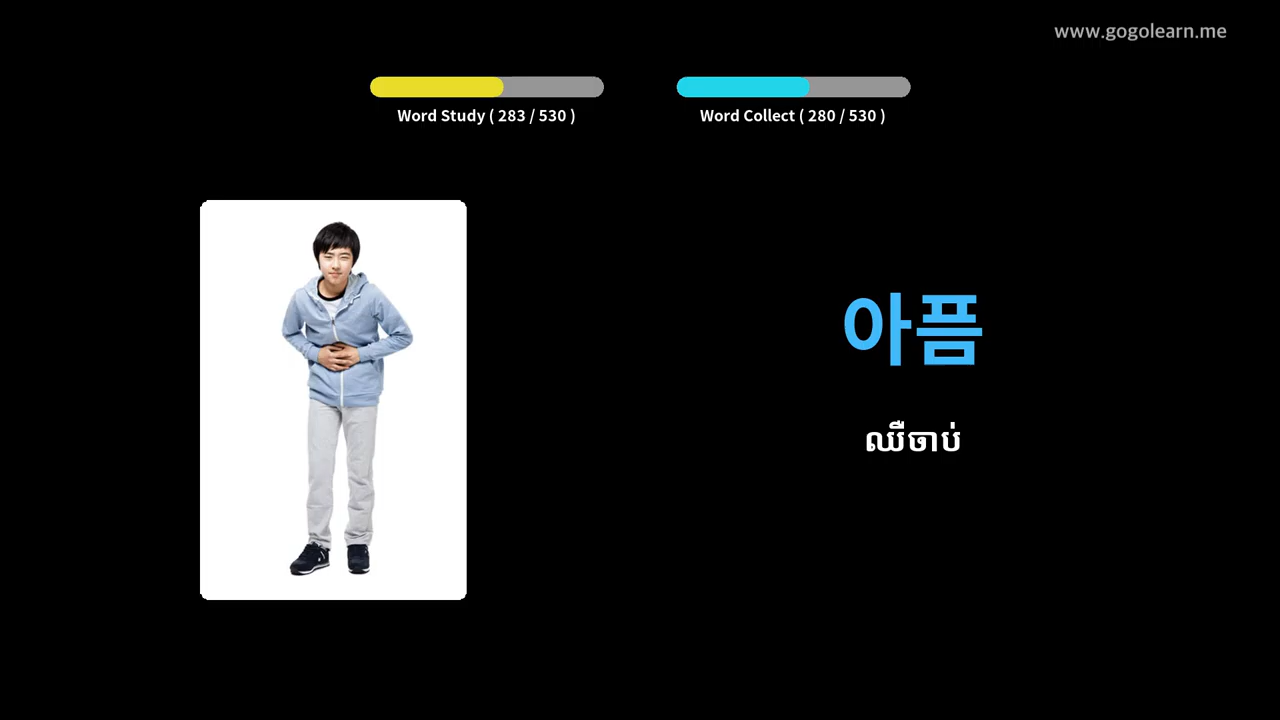 www.gogolearn.me
Word Study ( 283 / 530 )
Word Collect ( 280 / 530 )
아픔
ឈឺចាប់